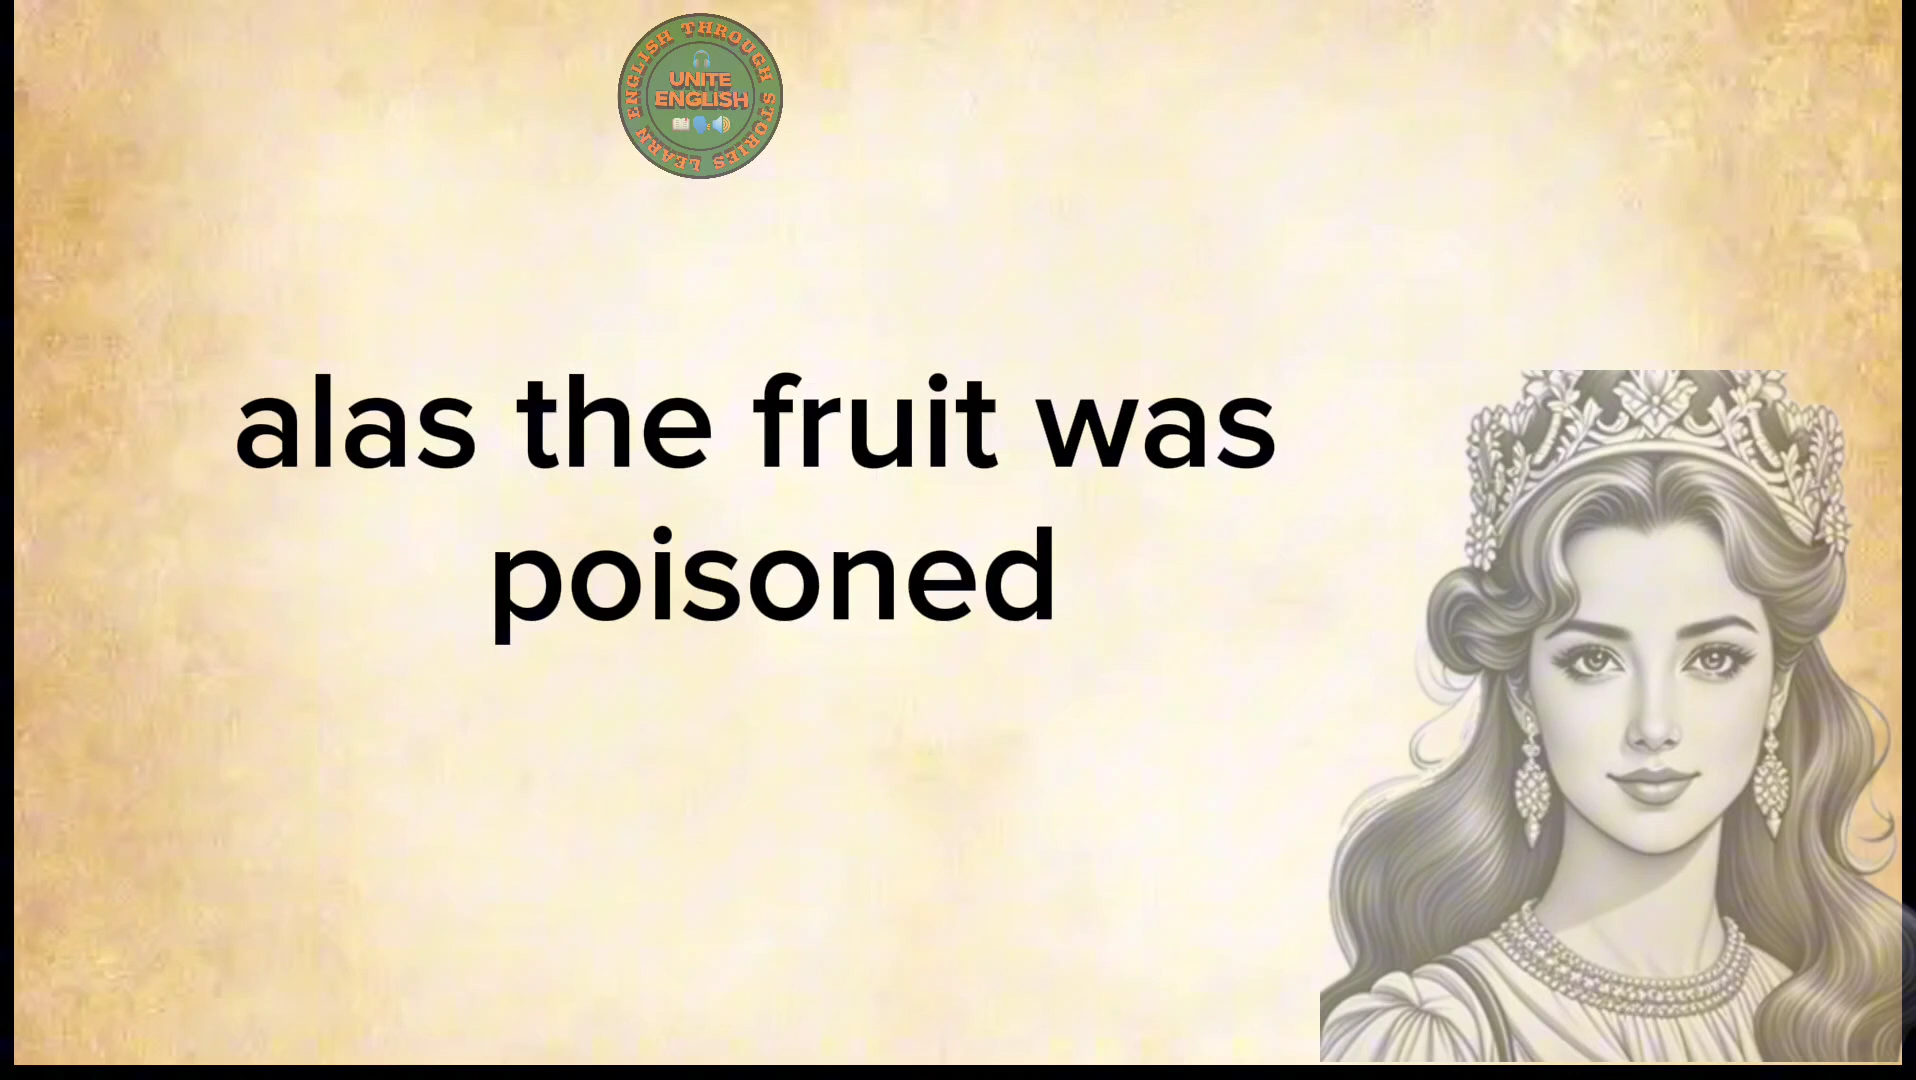 LEARN ENGLISH THROUGH STORIES
UNITE
ENGLISH
alas the fruit was
poisoned